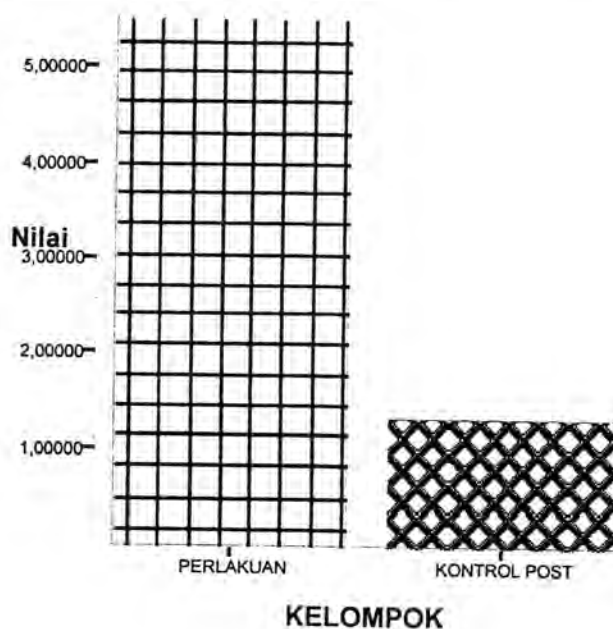 5,00000
4,00000
Nilai
3,00000
2,00000
1,00000
PERLAKUAN
KONTROL POST
KELOMPOK